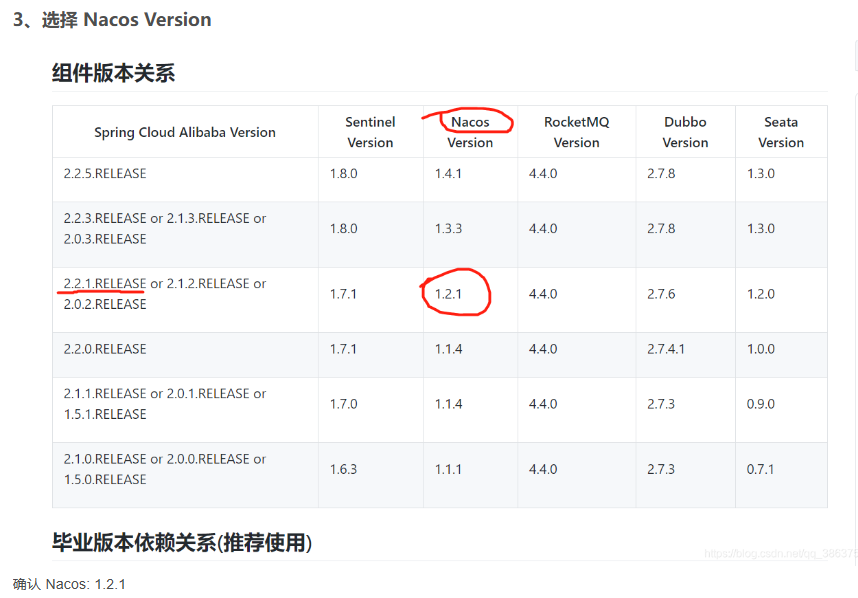 3、选择 Nacos Version
组件版本关系
Spring Cloud Alibaba Version Sentinel Version Nacos Version RocketMQ Version Dubbo Version Seata Version
2.2.5.RELEASE 1.8.0 1.4.1 4.4.0 2.7.8 1.3.0
2.2.3.RELEASE or 2.1.3.RELEASE or 2.0.3.RELEASE 1.8.0 1.3.3 4.4.0 2.7.8 1.3.0
2.2.1.RELEASE or 2.1.2.RELEASE or 2.0.2.RELEASE 1.7.1 1.2.1 4.4.0 2.7.6 1.2.0
2.2.0.RELEASE 1.7.1 1.1.4 4.4.0 2.7.4.1 1.0.0
2.1.1.RELEASE or 2.0.1.RELEASE or 1.5.1.RELEASE 1.7.0 1.1.4 4.4.0 2.7.3 0.9.0
2.1.0.RELEASE or 2.0.0.RELEASE or 1.5.0.RELEASE 1.6.3 1.1.1 4.4.0 2.7.3 0.7.1
毕业版本依赖关系(推荐使用)
确认 Nacos: 1.2.1